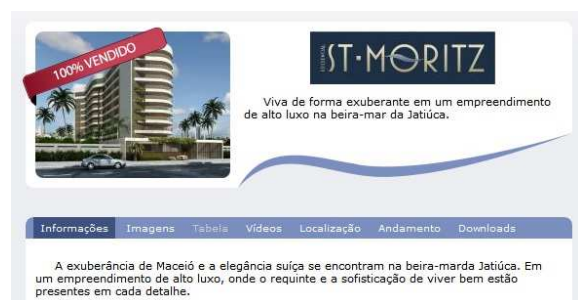 100% VENDIDO
RESIDENCIAL
ST·MORITZ
Viva de forma exuberante em um empreendimento
de alto luxo na beira-mar da Jatiúca.
Informações Imagens Tabela Vídeos Localização Andamento Downloads
A exuberância de Maceió e a elegância suíça se encontram na beira-marda Jatiúca. Em
um empreendimento de alto luxo, onde o requinte e a sofisticação de viver bem estão
presentes em cada detalhe.